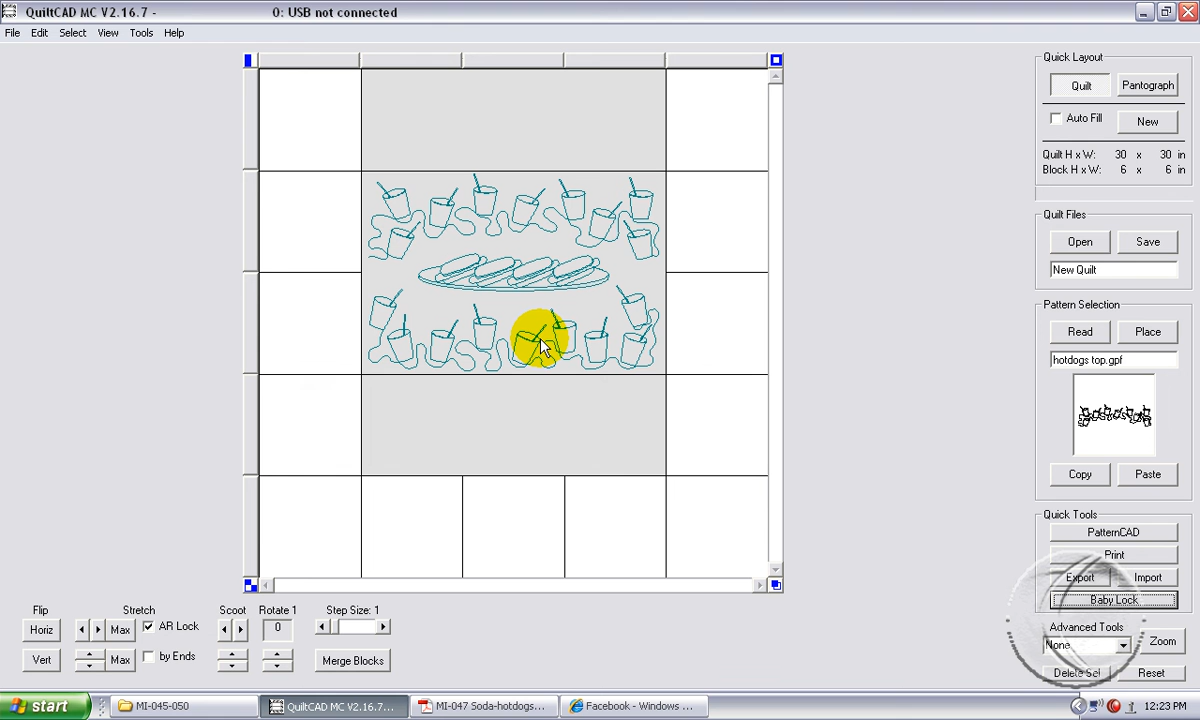 QuiltCAD MC V2.16.7 - 0: USB not connected
File Edit Select View Tools Help
Quick Layout
Quilt Pantograph
Auto Fill New
Quilt H x W: 30 x 30 in
Block H x W: 6 x 6 in
Quilt Files
Open Save
New Quilt
Pattern Selection
Read Place
hotdogs top.gpf
Copy Paste
Quick Tools
PatternCAD
Print
Export Import
Baby Lock
Advanced Tools
None Zoom
Delete Sel Reset
Flip Stretch Scoot Rotate 1 Step Size: 1
Horiz Max AR Lock 0
Vert Max by Ends Merge Blocks
start MI-045-050 QuiltCAD MC V2.16.7... MI-047 Soda-hotdogs... Facebook - Windows ... 12:23 PM